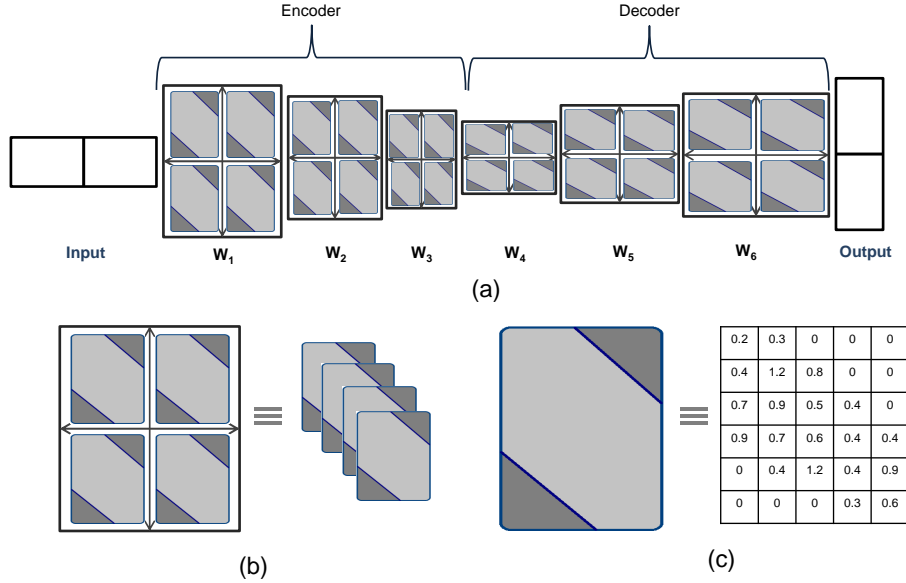 Encoder Decoder
Input W1 W2 W3 W4 W5 W6 Output
(a)
0.2 0.3 0 0 0
0.4 1.2 0.8 0 0
0.7 0.9 0.5 0.4 0
0.9 0.7 0.6 0.4 0.4
0 0.4 1.2 0.4 0.9
0 0 0 0.3 0.6
(b) (c)